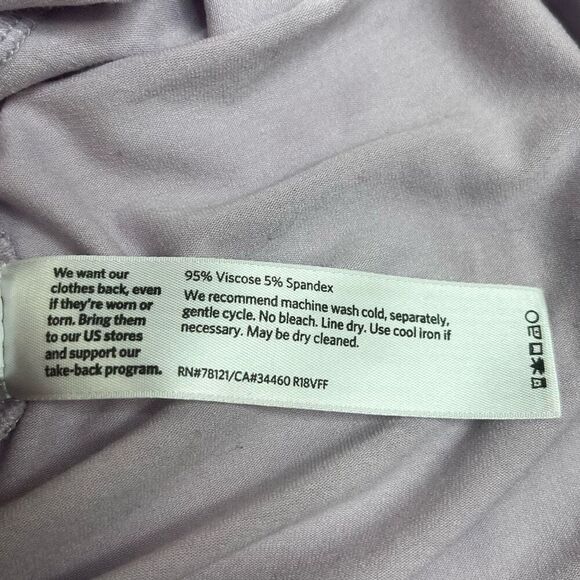 We want our
clothes back, even
if they're worn or
torn. Bring them
to our US stores
and support our
take-back program.
95% Viscose 5% Spandex
We recommend machine wash cold, separately,
gentle cycle. No bleach. Line dry. Use cool iron if
necessary. May be dry cleaned.
RN#78121/CA#34460 R18VFF